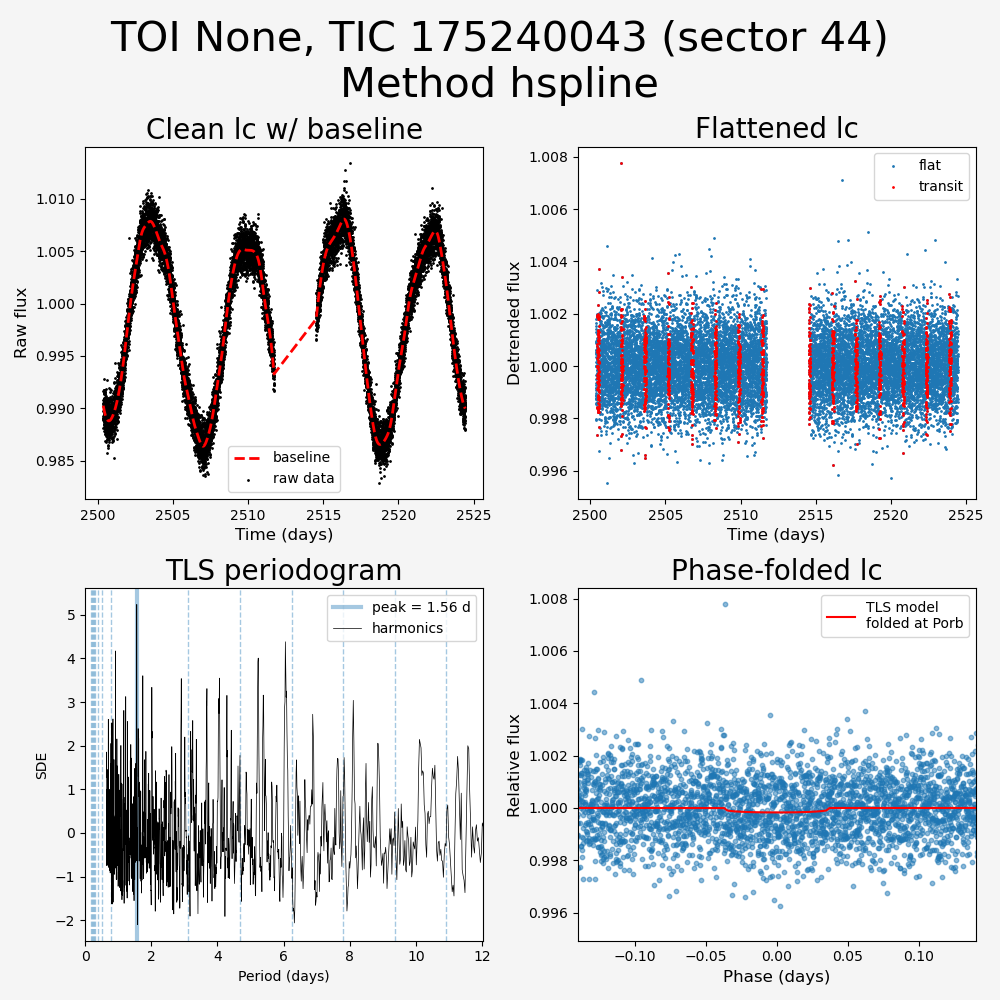 TOI None, TIC 175240043 (sector 44)
Method hspline
Clean lc w/ baseline
Raw flux
1.010
1.005
1.000
0.995
0.990
0.985
baseline
raw data
2500
2505
2510
2515
2520
2525
Time (days)
Flattened lc
Detrended flux
1.008
1.006
1.004
1.002
1.000
0.998
0.996
flat
transit
2500
2505
2510
2515
2520
2525
Time (days)
TLS periodogram
SDE
5
4
3
2
1
0
−1
−2
peak = 1.56 d
harmonics
0
2
4
6
8
10
12
Period (days)
Phase-folded lc
Relative flux
1.008
1.006
1.004
1.002
1.000
0.998
0.996
TLS model
folded at Porb
−0.10
−0.05
0.00
0.05
0.10
Phase (days)